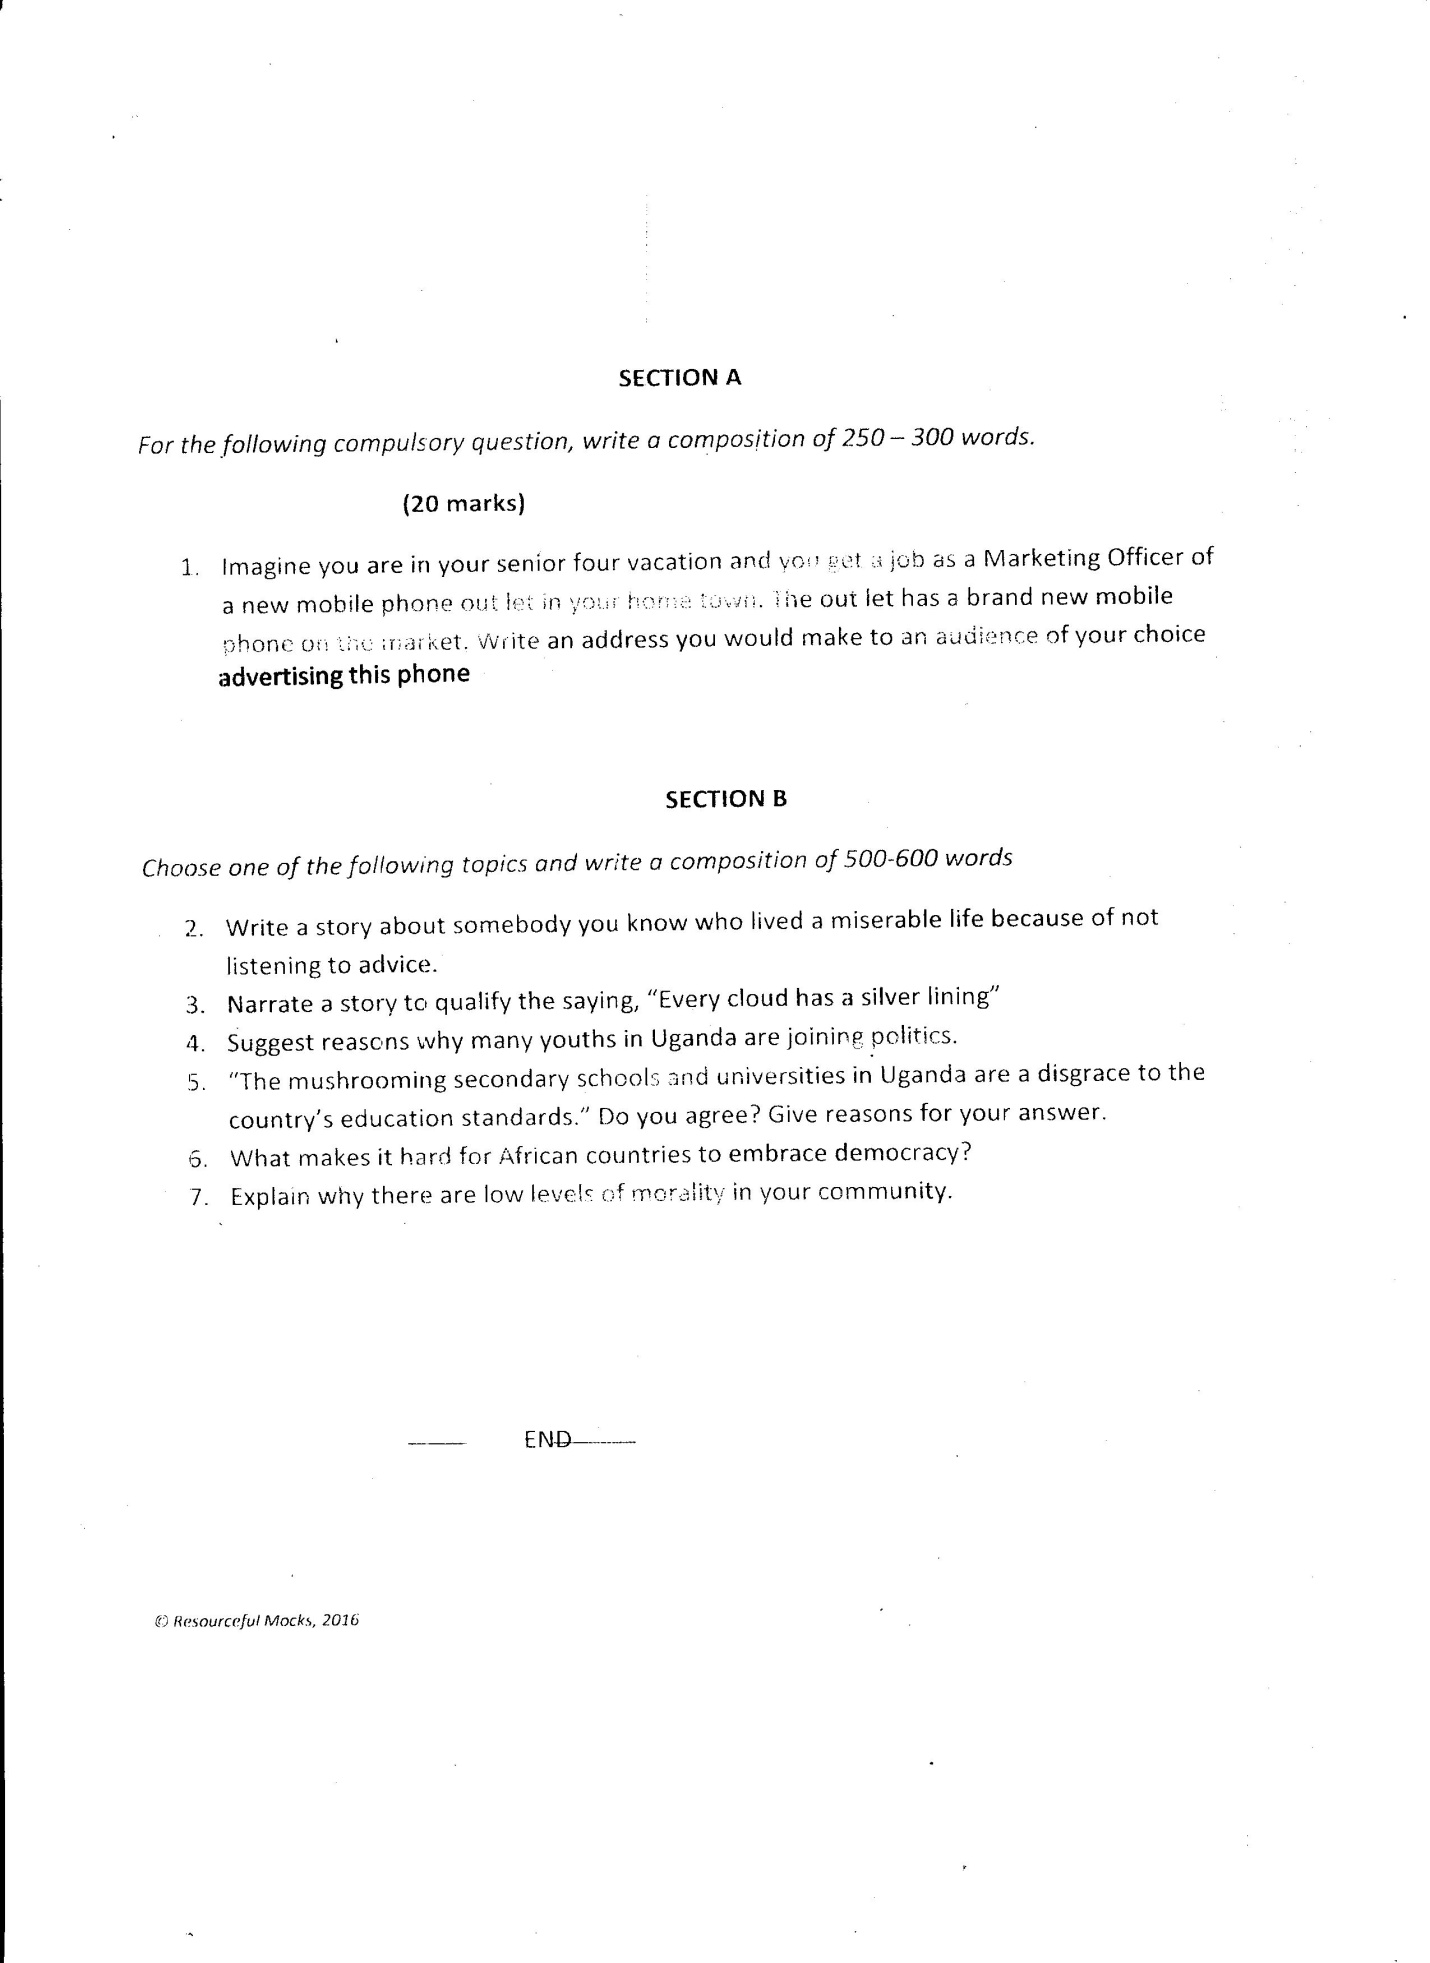 SECTION A
For the following compulsory question, write a composition of 250 – 300 words.
(20 marks)
1. Imagine you are in your senior four vacation and you get a job as a Marketing Officer of
a new mobile phone out let in your home town. The out let has a brand new mobile
phone on the market. Write an address you would make to an audience of your choice
advertising this phone
SECTION B
Choose one of the following topics and write a composition of 500-600 words
2. Write a story about somebody you know who lived a miserable life because of not
listening to advice.
3. Narrate a story to qualify the saying, “Every cloud has a silver lining”
4. Suggest reasons why many youths in Uganda are joining politics.
5. “The mushrooming secondary schools and universities in Uganda are a disgrace to the
country’s education standards.” Do you agree? Give reasons for your answer.
6. What makes it hard for African countries to embrace democracy?
7. Explain why there are low levels of morality in your community.
____ END____
© Resourceful Mocks, 2016